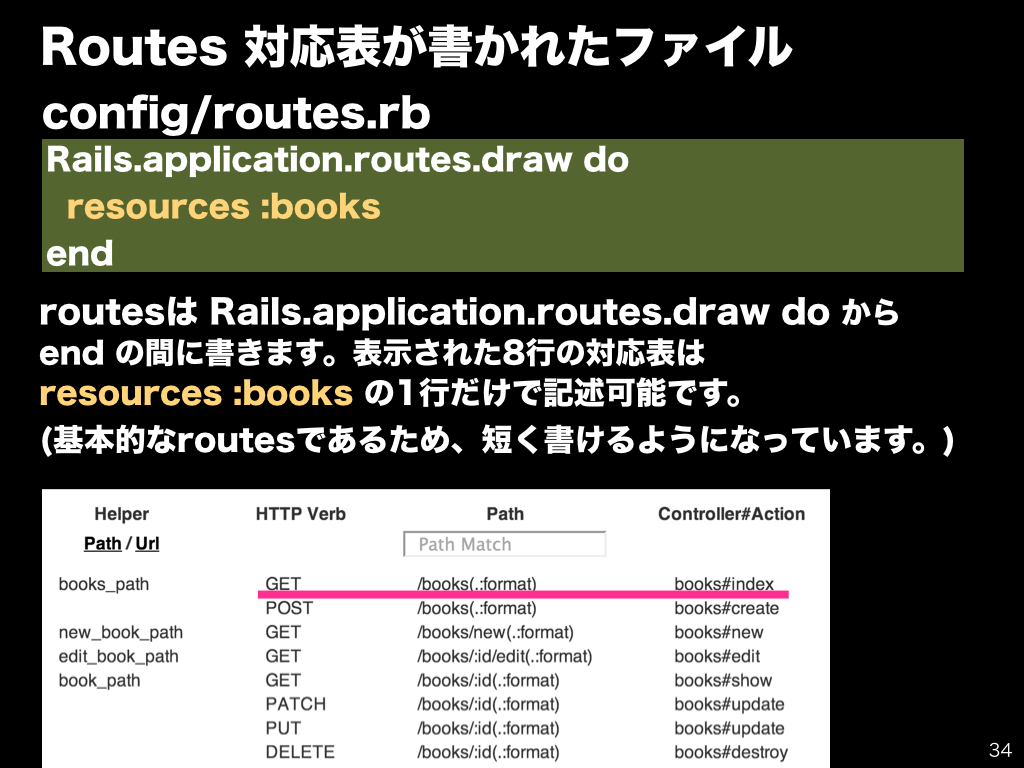 Routes 対応表が書かれたファイル
config/routes.rb
Rails.application.routes.draw do
resources :books
end
routesは Rails.application.routes.draw do から
end の間に書きます。表示された8行の対応表は
resources :books の1行だけで記述可能です。
(基本的なroutesであるため、短く書けるようになっています。)
Helper HTTP Verb Path Controller#Action
Path / Url Path Match
books_path GET /books(.:format) books#index
POST /books(.:format) books#create
new_book_path GET /books/new(.:format) books#new
edit_book_path GET /books/:id/edit(.:format) books#edit
book_path GET /books/:id(.:format) books#show
PATCH /books/:id(.:format) books#update
PUT /books/:id(.:format) books#update
DELETE /books/:id(.:format) books#destroy
34